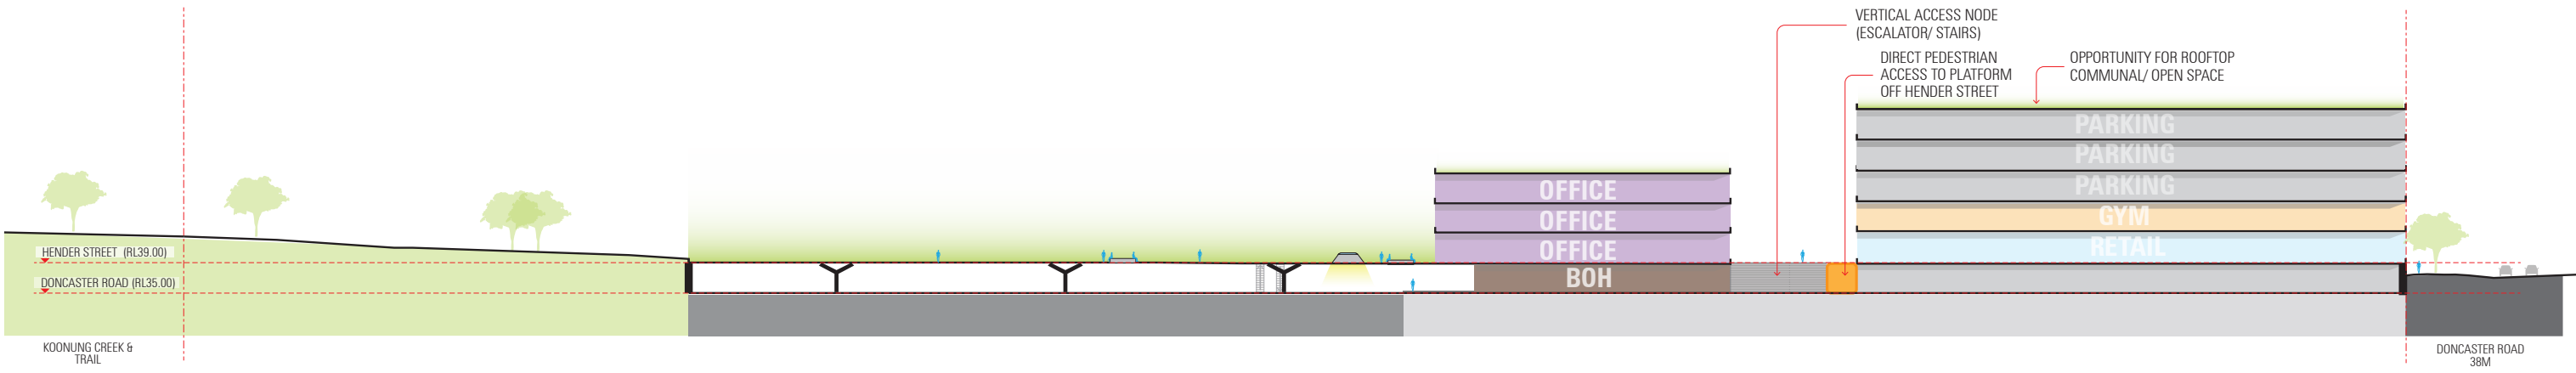 VERTICAL ACCESS NODE
(ESCALATOR/ STAIRS)
DIRECT PEDESTRIAN
ACCESS TO PLATFORM
OFF HENDER STREET
OPPORTUNITY FOR ROOFTOP
COMMUNAL/ OPEN SPACE
PARKING
PARKING
PARKING
GYM
RETAIL
OFFICE
OFFICE
OFFICE
BOH
HENDER STREET (RL39.00)
DONCASTER ROAD (RL35.00)
KOONUNG CREEK &
TRAIL
DONCASTER ROAD
38M